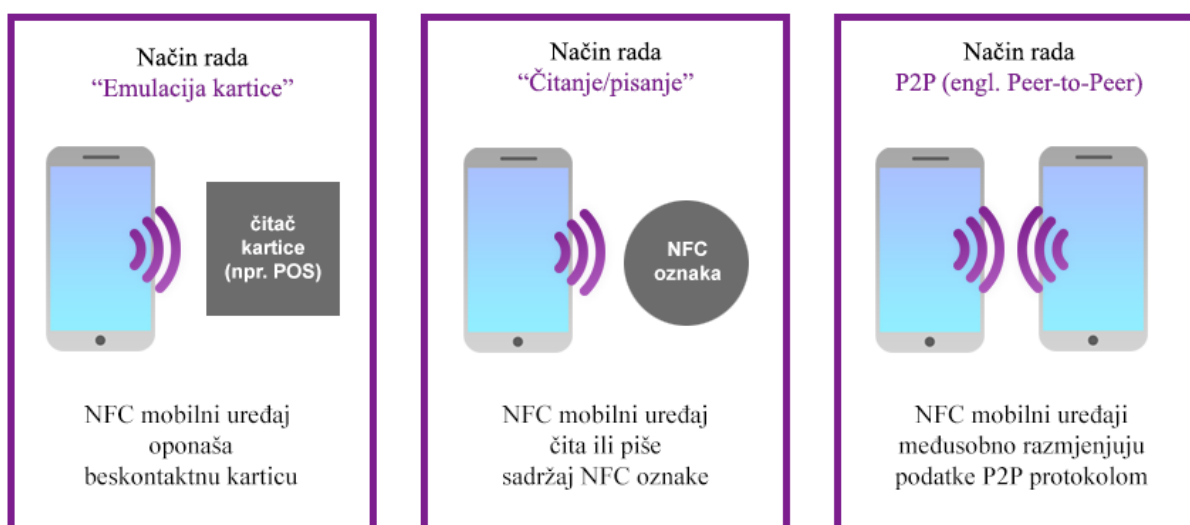 Način rada
“Emulacija kartice”
čitač
kartice
(npr. POS)
NFC mobilni uređaj
oponaša
beskontaktnu karticu
Način rada
“Čitanje/pisanje”
NFC
oznaka
NFC mobilni uređaj
čita ili piše
sadržaj NFC oznake
Način rada
P2P (engl. Peer-to-Peer)
NFC mobilni uređaji
međusobno razmjenjuju
podatke P2P protokolom